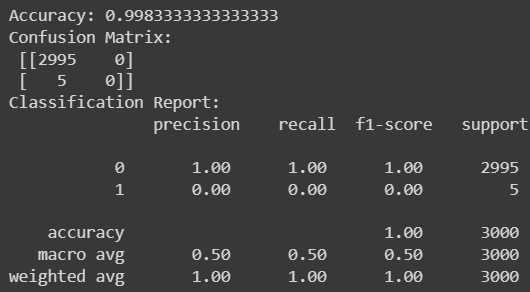 Accuracy: 0.9983333333333333
Confusion Matrix:
[[2995    0]
[   5    0]]
Classification Report:
precision    recall  f1-score   support
0       1.00      1.00      1.00      2995
1       0.00      0.00      0.00         5
accuracy                           1.00      3000
macro avg       0.50      0.50      0.50      3000
weighted avg       1.00      1.00      1.00      3000